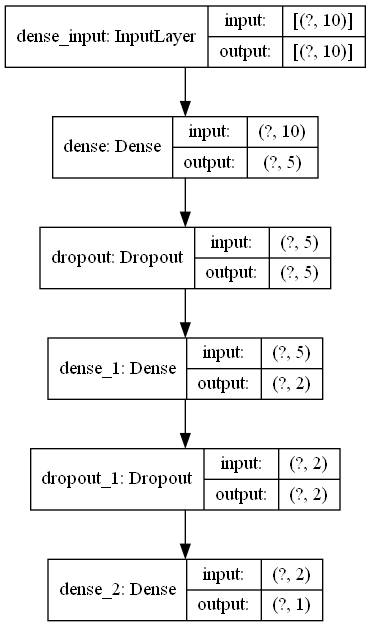 dense_input: InputLayer input: [(?, 10)]
output: [(?, 10)]
dense: Dense input: (?, 10)
output: (?, 5)
dropout: Dropout input: (?, 5)
output: (?, 5)
dense_1: Dense input: (?, 5)
output: (?, 2)
dropout_1: Dropout input: (?, 2)
output: (?, 2)
dense_2: Dense input: (?, 2)
output: (?, 1)